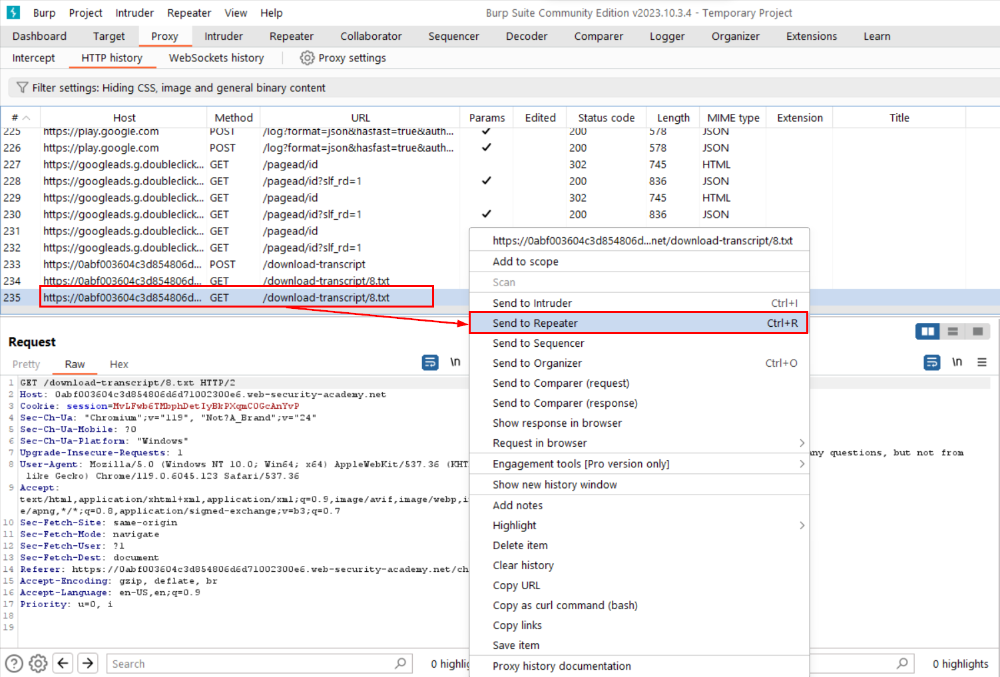 Burp Project Intruder Repeater View Help Burp Suite Community Edition v2023.10.3.4 - Temporary Project
Dashboard Target Proxy Intruder Repeater Collaborator Sequencer Decoder Comparer Logger Organizer Extensions Learn
Intercept HTTP history WebSockets history Proxy settings
Filter settings: Hiding CSS, image and general binary content
# Host Method URL Params Edited Status code Length MIME type Extension Title
225 https://play.google.com POST /log?format=json&hasfast=true&auth... ✓ 200 578 JSON
226 https://play.google.com POST /log?format=json&hasfast=true&auth... ✓ 200 578 JSON
227 https://googleads.g.doubleclick... GET /pagead/id 302 745 HTML
228 https://googleads.g.doubleclick... GET /pagead/id?slf_rd=1 ✓ 200 836 JSON
229 https://googleads.g.doubleclick... GET /pagead/id 302 745 HTML
230 https://googleads.g.doubleclick... GET /pagead/id?slf_rd=1 ✓ 200 836 JSON
231 https://googleads.g.doubleclick... GET /pagead/id
232 https://googleads.g.doubleclick... GET /pagead/id?slf_rd=1
233 https://0abf003604c3d854806d... POST /download-transcript
234 https://0abf003604c3d854806d... GET /download-transcript/8.txt
235 https://0abf003604c3d854806d... GET /download-transcript/8.txt
https://0abf003604c3d854806d...net/download-transcript/8.txt
Add to scope
Scan
Send to Intruder Ctrl+I
Send to Repeater Ctrl+R
Send to Sequencer
Send to Organizer Ctrl+O
Send to Comparer (request)
Send to Comparer (response)
Show response in browser
Request in browser
Engagement tools [Pro version only]
Show new history window
Add notes
Highlight
Delete item
Clear history
Copy URL
Copy as curl command (bash)
Copy links
Save item
Proxy history documentation
Request
Pretty Raw Hex \n \n
1 GET /download-transcript/8.txt HTTP/2
2 Host: 0abf003604c3d854806d6d71002300e6.web-security-academy.net
3 Cookie: session=MvLFwb6TMbphDetIyBkPXqmC0GcAnYvP
4 Sec-Ch-Ua: "Chromium";v="119", "Not?A_Brand";v="24"
5 Sec-Ch-Ua-Mobile: ?0
6 Sec-Ch-Ua-Platform: "Windows"
7 Upgrade-Insecure-Requests: 1
8 User-Agent: Mozilla/5.0 (Windows NT 10.0; Win64; x64) AppleWebKit/537.36 (KHT
like Gecko) Chrome/119.0.6045.123 Safari/537.36
9 Accept:
text/html,application/xhtml+xml,application/xml;q=0.9,image/avif,image/webp,i
e/apng,*/*;q=0.8,application/signed-exchange;v=b3;q=0.7
10 Sec-Fetch-Site: same-origin
11 Sec-Fetch-Mode: navigate
12 Sec-Fetch-User: ?1
13 Sec-Fetch-Dest: document
14 Referer: https://0abf003604c3d854806d6d71002300e6.web-security-academy.net/ch
15 Accept-Encoding: gzip, deflate, br
16 Accept-Language: en-US,en;q=0.9
17 Priority: u=0, i
18
19
ny questions, but not from
Search 0 highlig 0 highlights